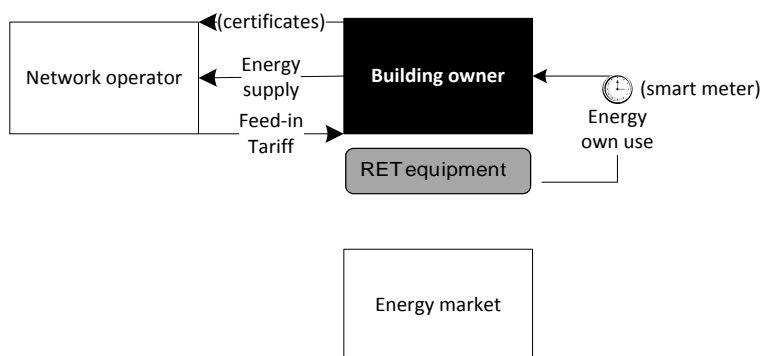 (certificates)
Network operator
Energy
supply
Building owner
(smart meter)
Feed-in
Tariff
Energy
own use
RET equipment
Energy market